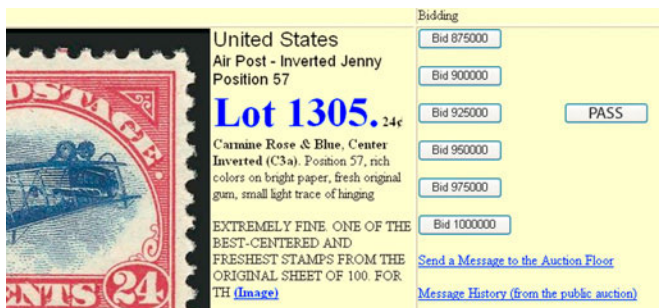 POSTAGE.
CENTS 24
United States
Air Post - Inverted Jenny
Position 57
Lot 1305. 24¢
Carmine Rose & Blue, Center
Inverted (C3a). Position 57, rich
colors on bright paper, fresh original
gum, small light trace of hinging
EXTREMELY FINE. ONE OF THE
BEST-CENTERED AND
FRESHEST STAMPS FROM THE
ORIGINAL SHEET OF 100. FOR
TH (Image)
Bidding
Bid 875000
Bid 900000
Bid 925000
PASS
Bid 950000
Bid 975000
Bid 1000000
Send a Message to the Auction Floor
Message History (from the public auction)